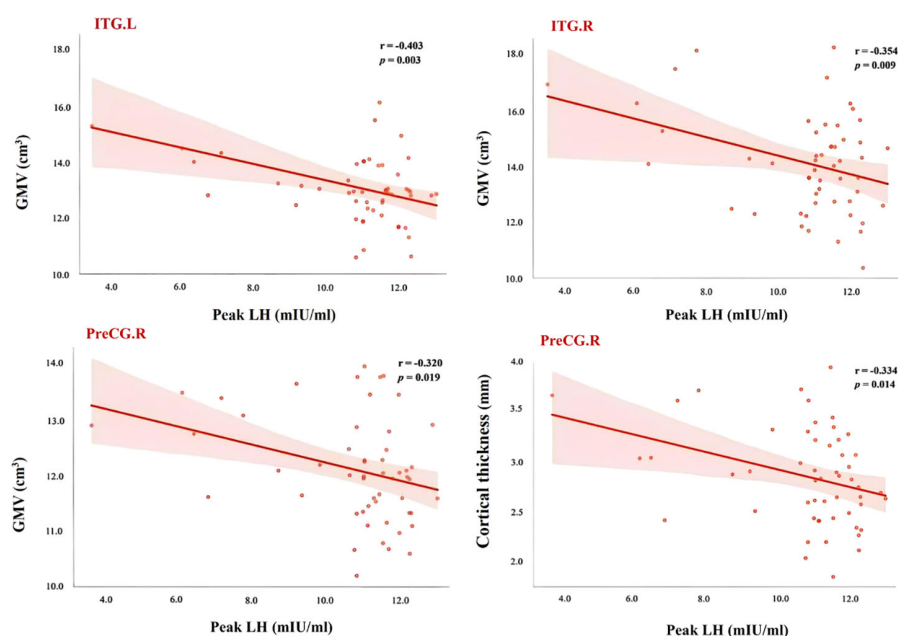 ITG.L
r = -0.403
p = 0.003
18.0
16.0
14.0
12.0
10.0
GMV (cm³)
4.0 6.0 8.0 10.0 12.0
Peak LH (mIU/ml)
ITG.R
r = -0.354
p = 0.009
18.0
16.0
14.0
12.0
10.0
GMV (cm³)
4.0 6.0 8.0 10.0 12.0
Peak LH (mIU/ml)
PreCG.R
r = -0.320
p = 0.019
14.0
13.0
12.0
11.0
10.0
GMV (cm³)
4.0 6.0 8.0 10.0 12.0
Peak LH (mIU/ml)
PreCG.R
r = -0.334
p = 0.014
4.0
3.5
3.0
2.5
2.0
Cortical thickness (mm)
4.0 6.0 8.0 10.0 12.0
Peak LH (mIU/ml)